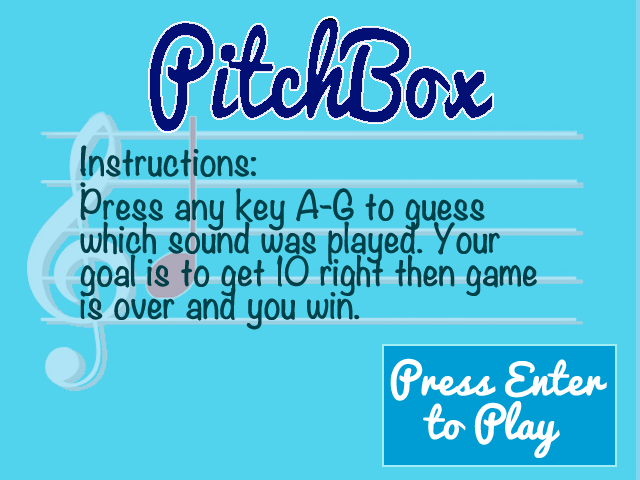 PitchBox
Instructions:
Press any key A-G to guess
which sound was played. Your
goal is to get 10 right then game
is over and you win.
Press Enter
to Play